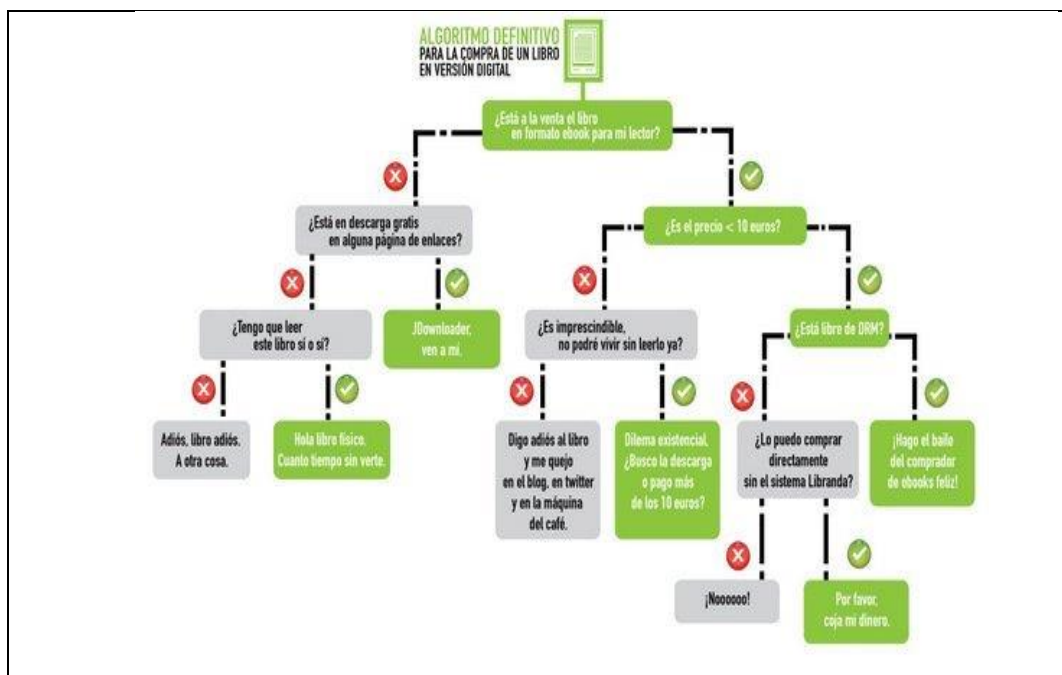 ALGORITMO DEFINITIVO
PARA LA COMPRA DE UN LIBRO
EN VERSIÓN DIGITAL
¿Está a la venta el libro
en formato ebook para mi lector?
¿Está en descarga gratis
en alguna página de enlaces?
¿Es el precio < 10 euros?
¿Tengo que leer
este libro sí o sí?
JDownloader,
ven a mí.
¿Es imprescindible,
no podré vivir sin leerlo ya?
¿Está libre de DRM?
Adiós, libro adiós.
A otra cosa.
Hola libro físico.
Cuanto tiempo sin verte.
Digo adiós al libro
y me quejo
en el blog, en twitter
y en la máquina
del café.
Dilema existencial,
¿Busco la descarga
o pago más
de los 10 euros?
¿Lo puedo comprar
directamente
sin el sistema Libranda?
¡Hago el baile
del comprador
de ebooks feliz!
¡Noooooo!
Por favor,
coja mi dinero.